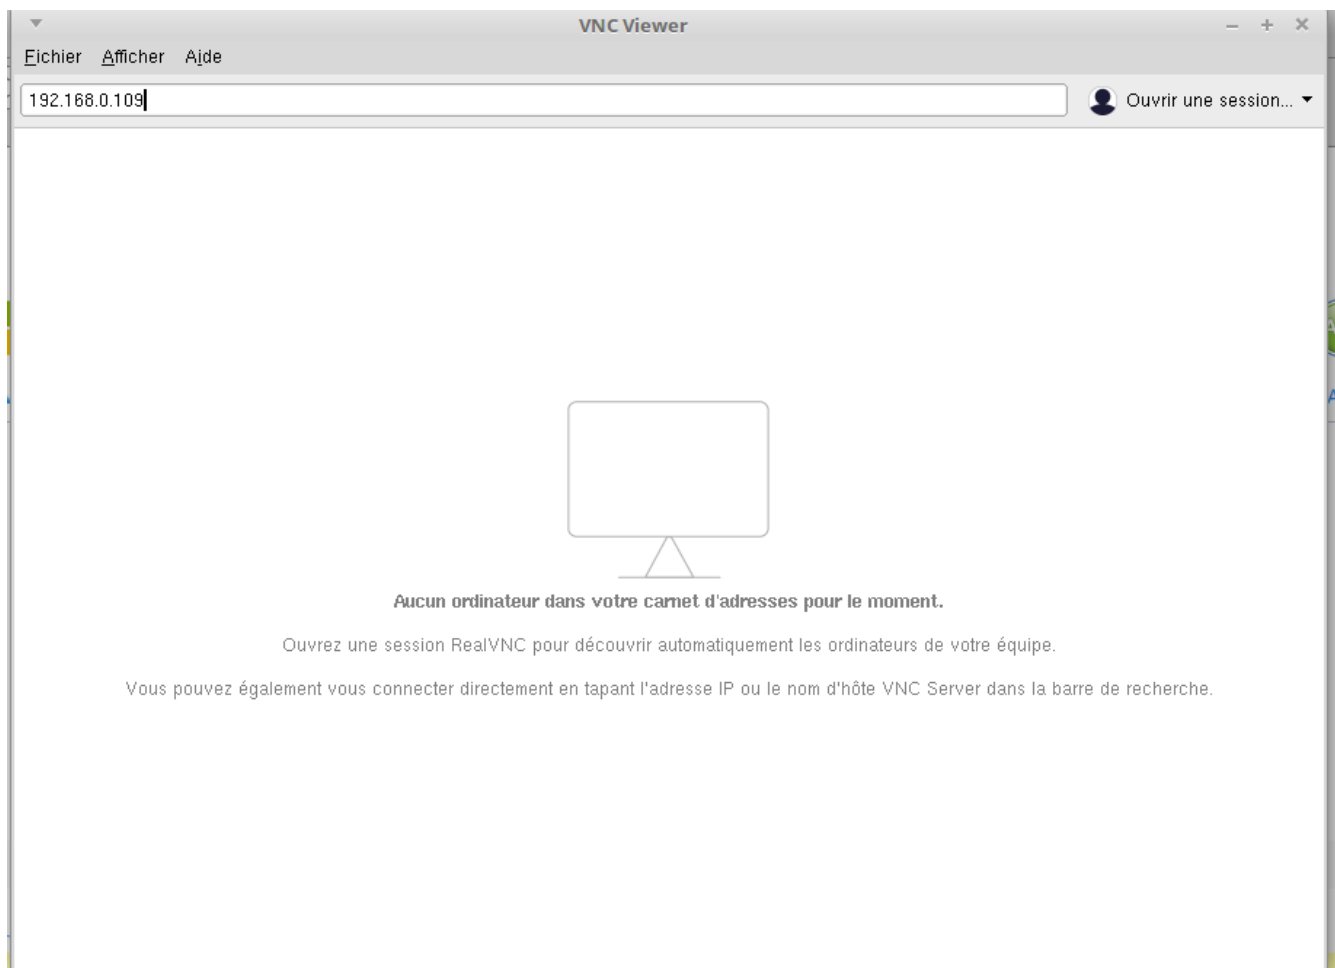 VNC Viewer
Fichier Afficher Aide
192.168.0.109
Ouvrir une session...
Aucun ordinateur dans votre carnet d'adresses pour le moment.
Ouvrez une session RealVNC pour découvrir automatiquement les ordinateurs de votre équipe.
Vous pouvez également vous connecter directement en tapant l'adresse IP ou le nom d'hôte VNC Server dans la barre de recherche.